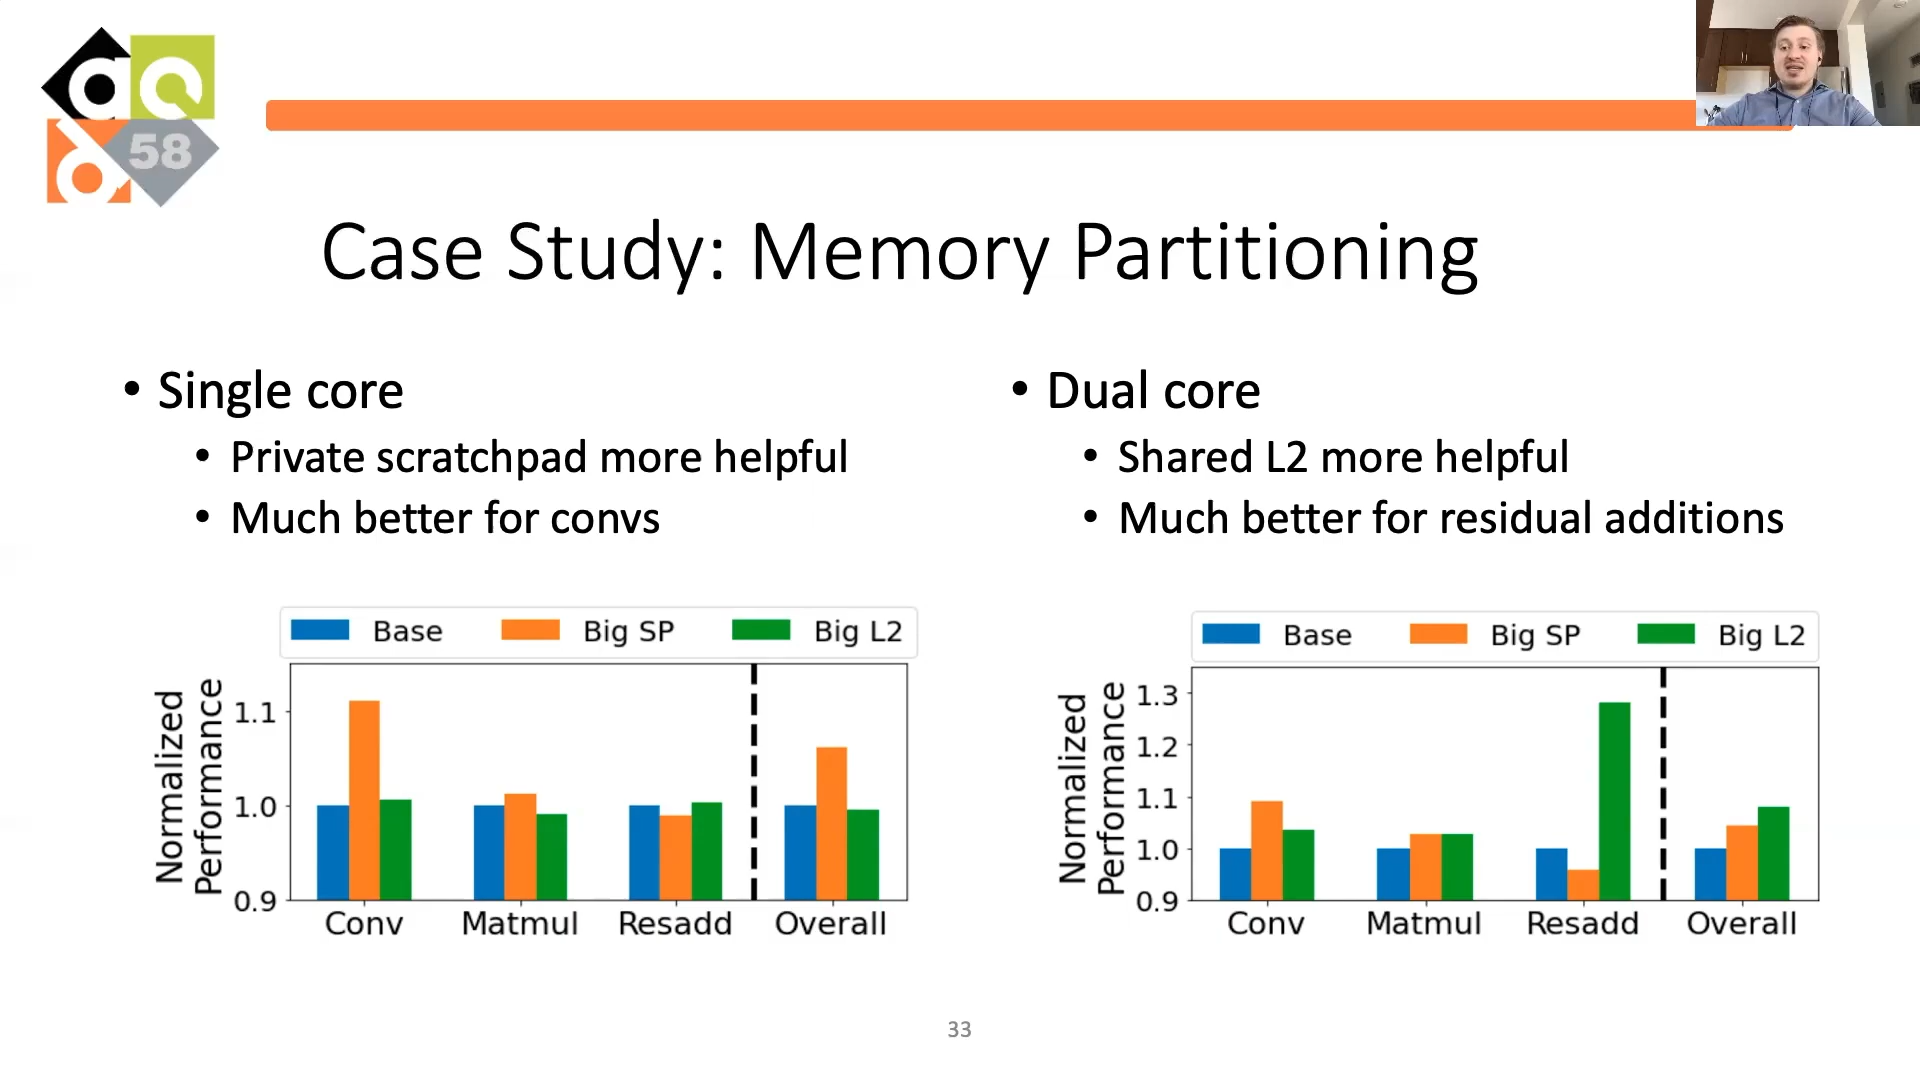 58
Case Study: Memory Partitioning
• Single core
• Private scratchpad more helpful
• Much better for convs
• Dual core
• Shared L2 more helpful
• Much better for residual additions
Base Big SP Big L2
Normalized
Performance
1.1
1.0
0.9
Conv Matmul Resadd Overall
Base Big SP Big L2
Normalized
Performance
1.3
1.2
1.1
1.0
0.9
Conv Matmul Resadd Overall
33